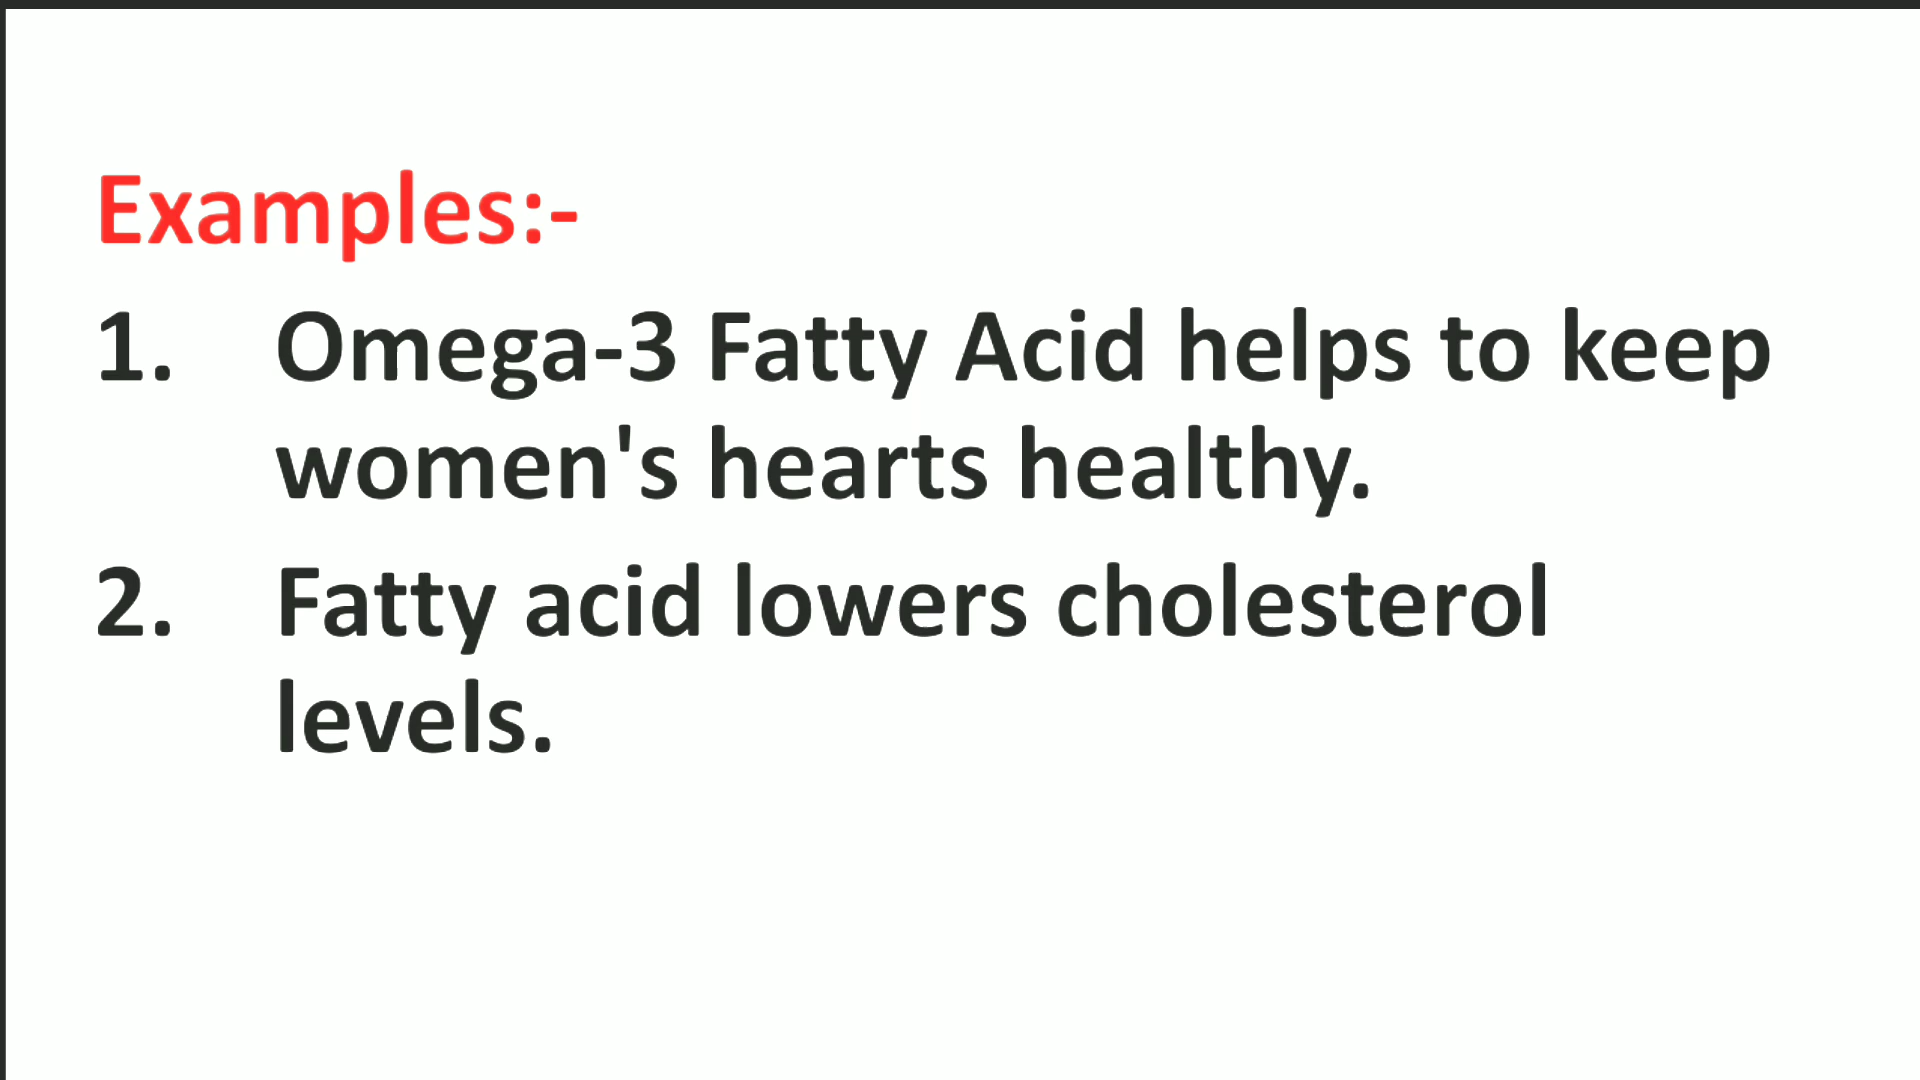 Examples:-
1. Omega-3 Fatty Acid helps to keep
women's hearts healthy.
2. Fatty acid lowers cholesterol
levels.